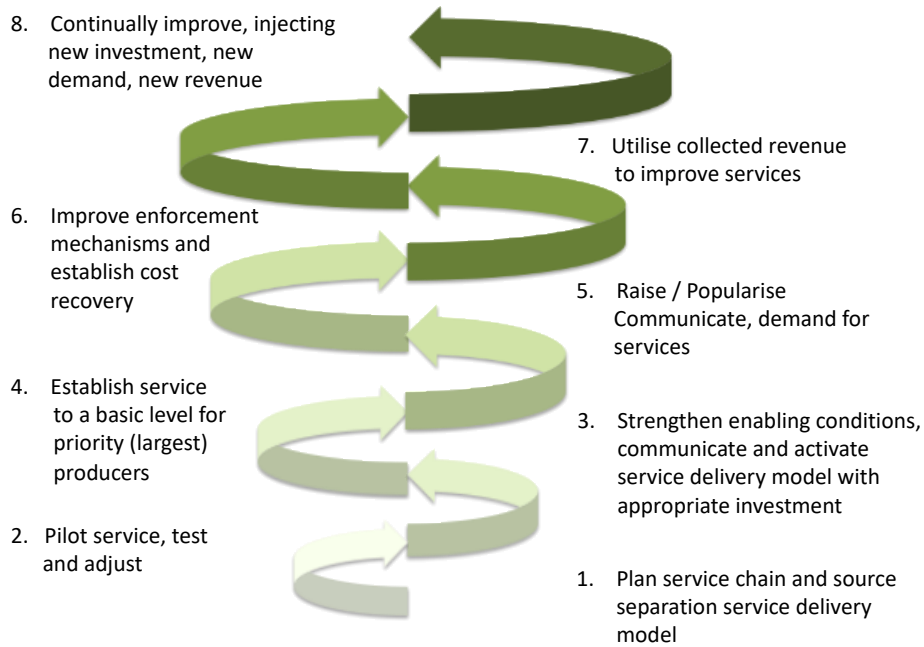 8. Continually improve, injecting
new investment, new
demand, new revenue
7. Utilise collected revenue
to improve services
6. Improve enforcement
mechanisms and
establish cost
recovery
5. Raise / Popularise
Communicate, demand for
services
4. Establish service
to a basic level for
priority (largest)
producers
3. Strengthen enabling conditions,
communicate and activate
service delivery model with
appropriate investment
2. Pilot service, test
and adjust
1. Plan service chain and source
separation service delivery
model